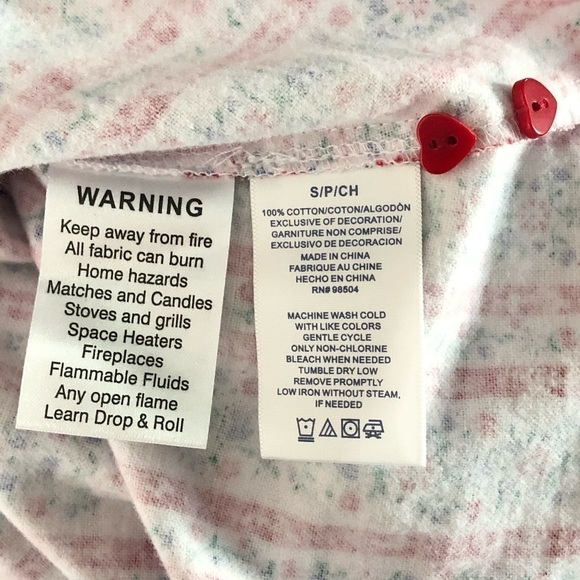 WARNING
Keep away from fire
All fabric can burn
Home hazards
Matches and Candles
Stoves and grills
Space Heaters
Fireplaces
Flammable Fluids
Any open flame
Learn Drop & Roll
S/P/CH
100% COTTON/COTON/ALGODÒN
EXCLUSIVE OF DECORATION/
GARNITURE NON COMPRISE/
EXCLUSIVO DE DECORACION
MADE IN CHINA
FABRIQUE AU CHINE
HECHO EN CHINA
RN# 98504
MACHINE WASH COLD
WITH LIKE COLORS
GENTLE CYCLE
ONLY NON-CHLORINE
BLEACH WHEN NEEDED
TUMBLE DRY LOW
REMOVE PROMPTLY
LOW IRON WITHOUT STEAM,
IF NEEDED